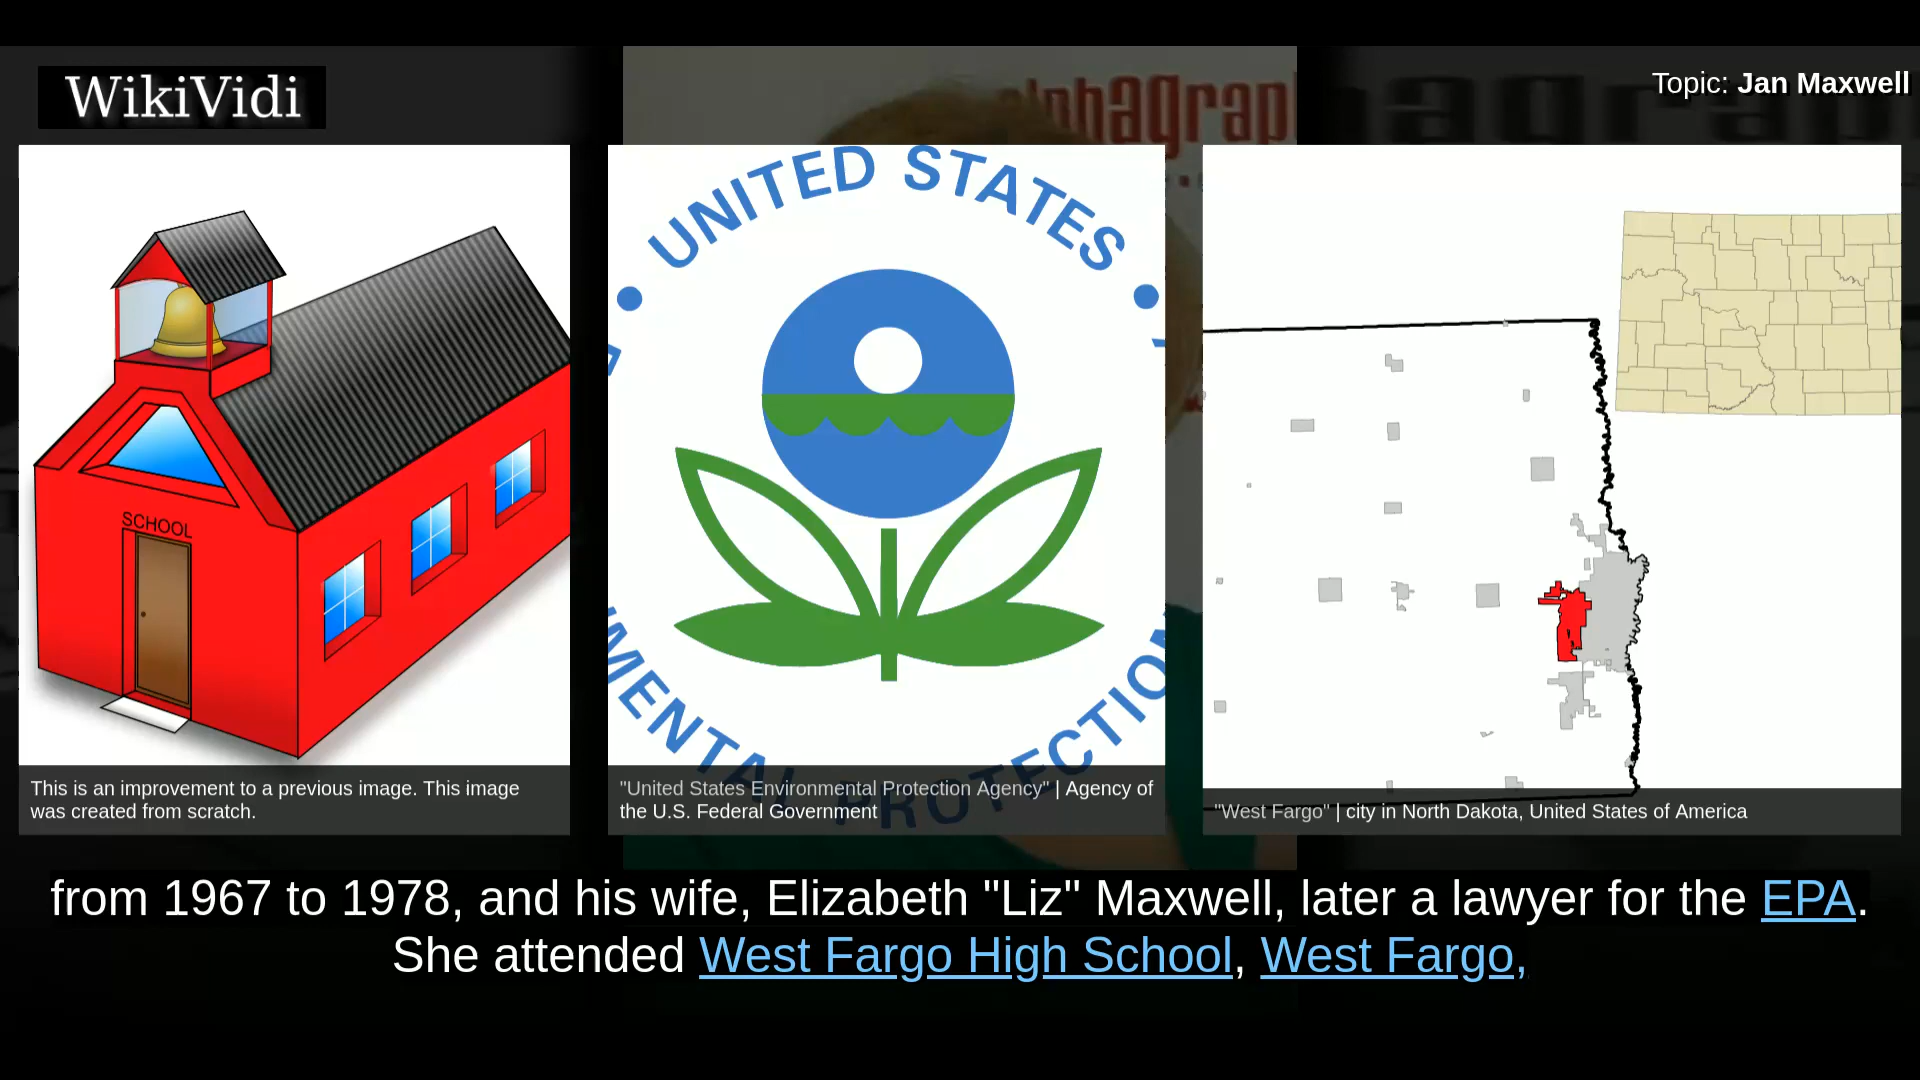 WikiVidi
Topic: Jan Maxwell
alphagrap
SCHOOL
UNITED STATES
MENTAL PROTECTION
This is an improvement to a previous image. This image
was created from scratch.
"United States Environmental Protection Agency" | Agency of
the U.S. Federal Government
"West Fargo" | city in North Dakota, United States of America
from 1967 to 1978, and his wife, Elizabeth "Liz" Maxwell, later a lawyer for the EPA.
She attended West Fargo High School, West Fargo,